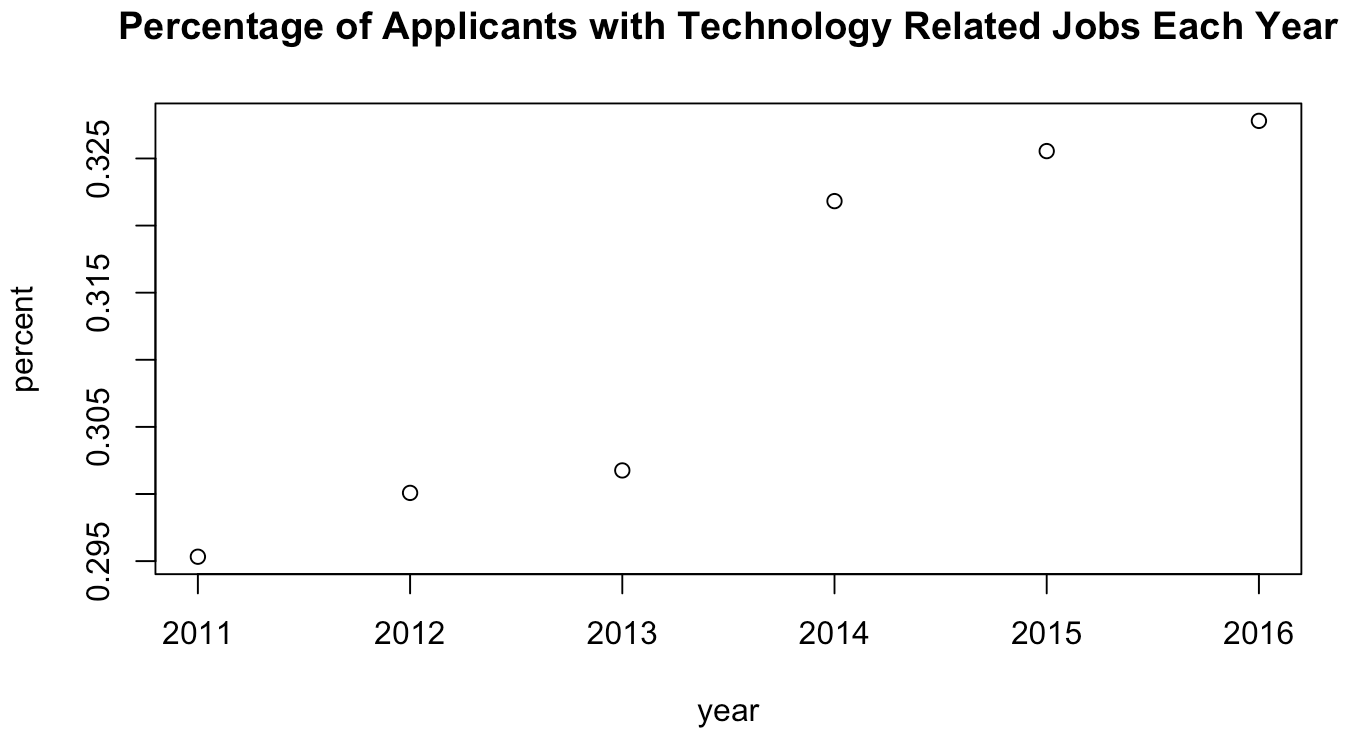 Percentage of Applicants with Technology Related Jobs Each Year
percent
0.325
0.315
0.305
0.295
2011 2012 2013 2014 2015 2016
year